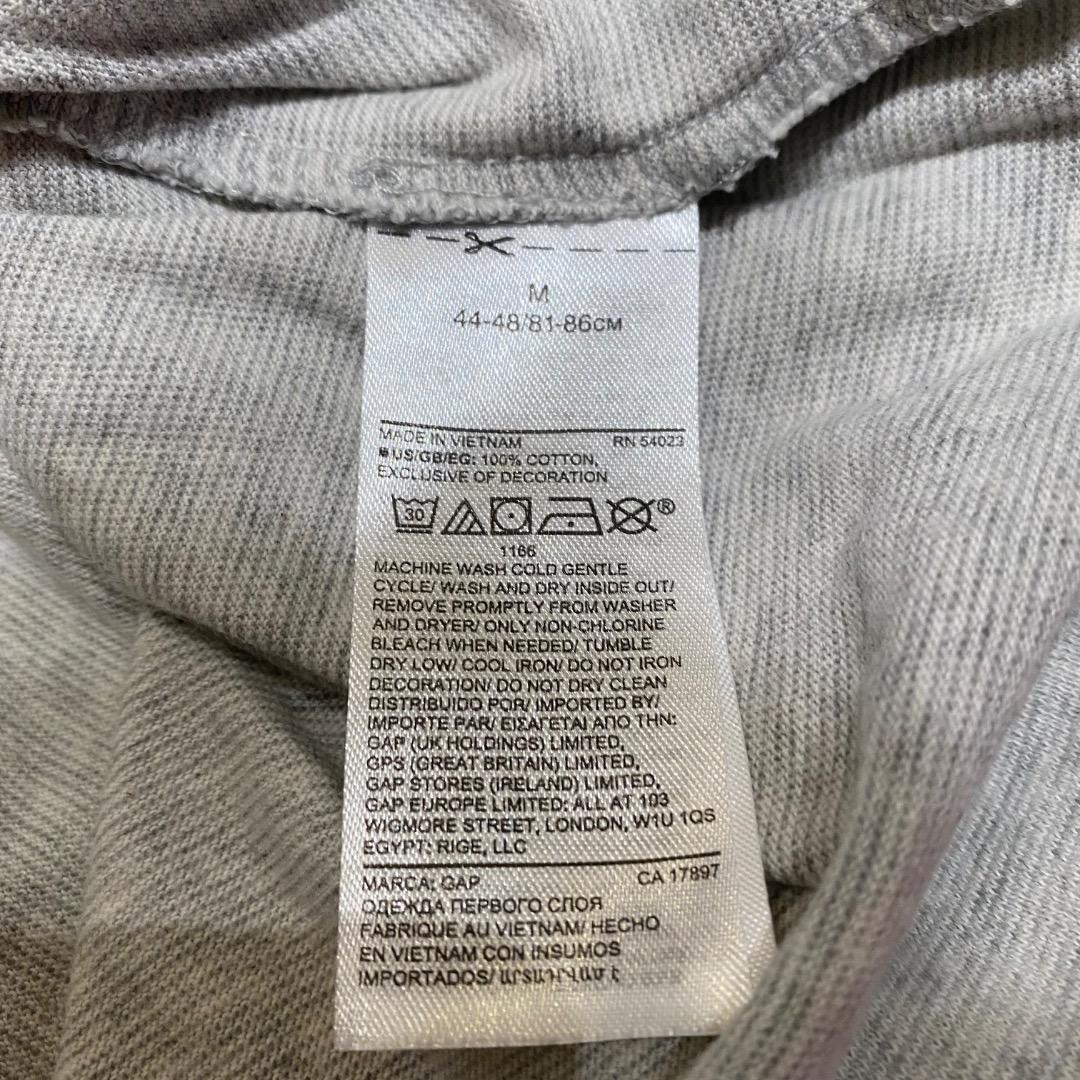 M
44-48/81-86CM
MADE IN VIETNAM RN 54023
US/GB/EG: 100% COTTON,
EXCLUSIVE OF DECORATION
30 ®
1166
MACHINE WASH COLD GENTLE
CYCLE/ WASH AND DRY INSIDE OUT/
REMOVE PROMPTLY FROM WASHER
AND DRYER/ ONLY NON-CHLORINE
BLEACH WHEN NEEDED/ TUMBLE
DRY LOW/ COOL IRON/ DO NOT IRON
DECORATION/ DO NOT DRY CLEAN
DISTRIBUIDO POR/ IMPORTED BY/
IMPORTE PAR/ ΕΙΣΑΓΕΤΑΙ ΑΠΟ ΤΗΝ:
GAP (UK HOLDINGS) LIMITED,
GPS (GREAT BRITAIN) LIMITED,
GAP STORES (IRELAND) LIMITED,
GAP EUROPE LIMITED: ALL AT 103
WIGMORE STREET, LONDON, W1U 1QS
EGYPT: RIGE, LLC
MARCA: GAP CA 17897
ОДЕЖДА ПЕРВОГО СЛОЯ
FABRIQUE AU VIETNAM/ HECHO
EN VIETNAM CON INSUMOS
IMPORTADOS/